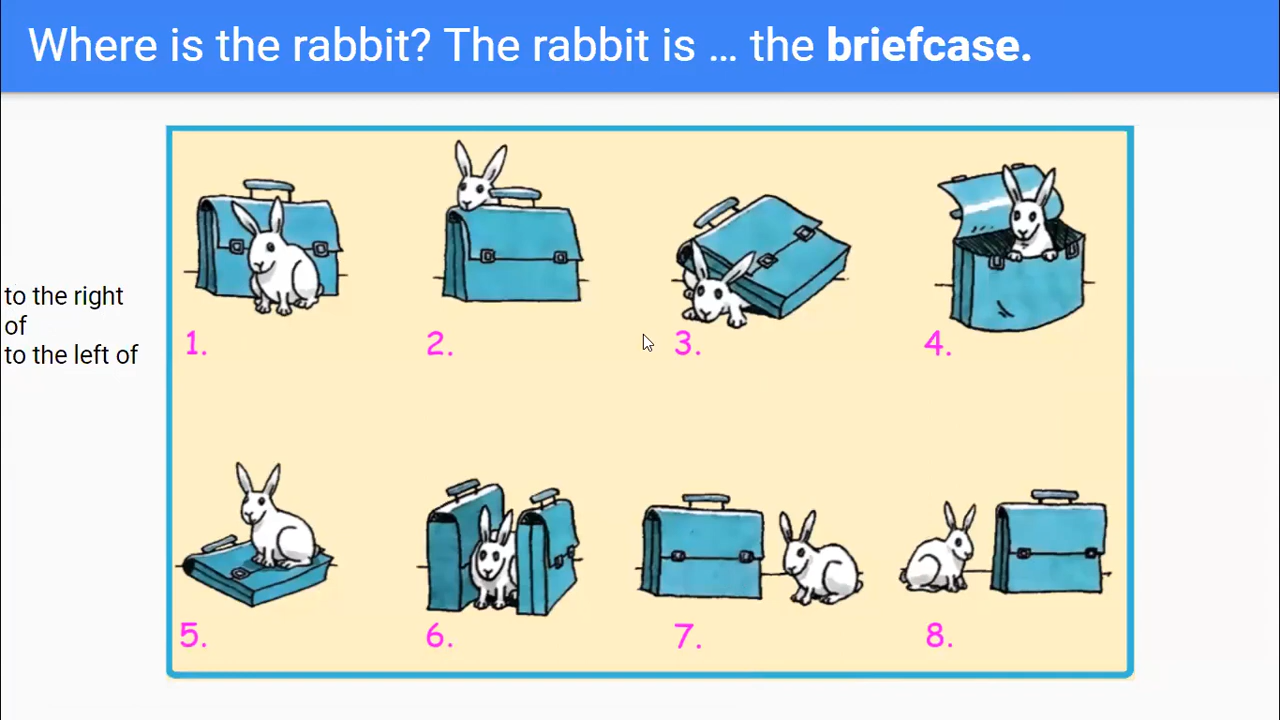 Where is the rabbit? The rabbit is ... the briefcase.
to the right
of
to the left of
1.
2.
3.
4.
5.
6.
7.
8.